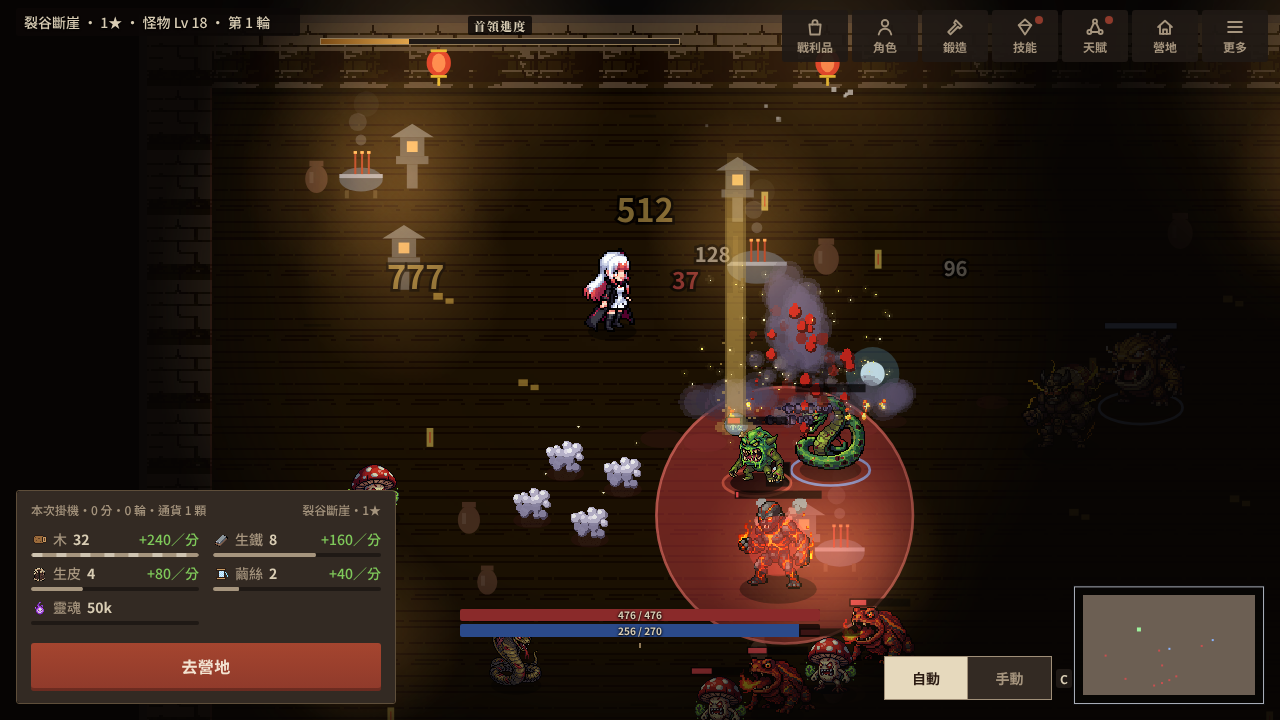 裂谷斷崖 · 1★ · 怪物 Lv 18 · 第 1 輪
首領進度
戰利品
角色
鍛造
技能
天賦
營地
更多
512
128
37
777
96
本次掛機·0 分·0 輪·通貨 1 顆
裂谷斷崖·1★
木 32 +240／分
生鐵 8 +160／分
生皮 4 +80／分
繭絲 2 +40／分
靈魂 50k
去營地
476 / 476
256 / 270
自動
手動
C